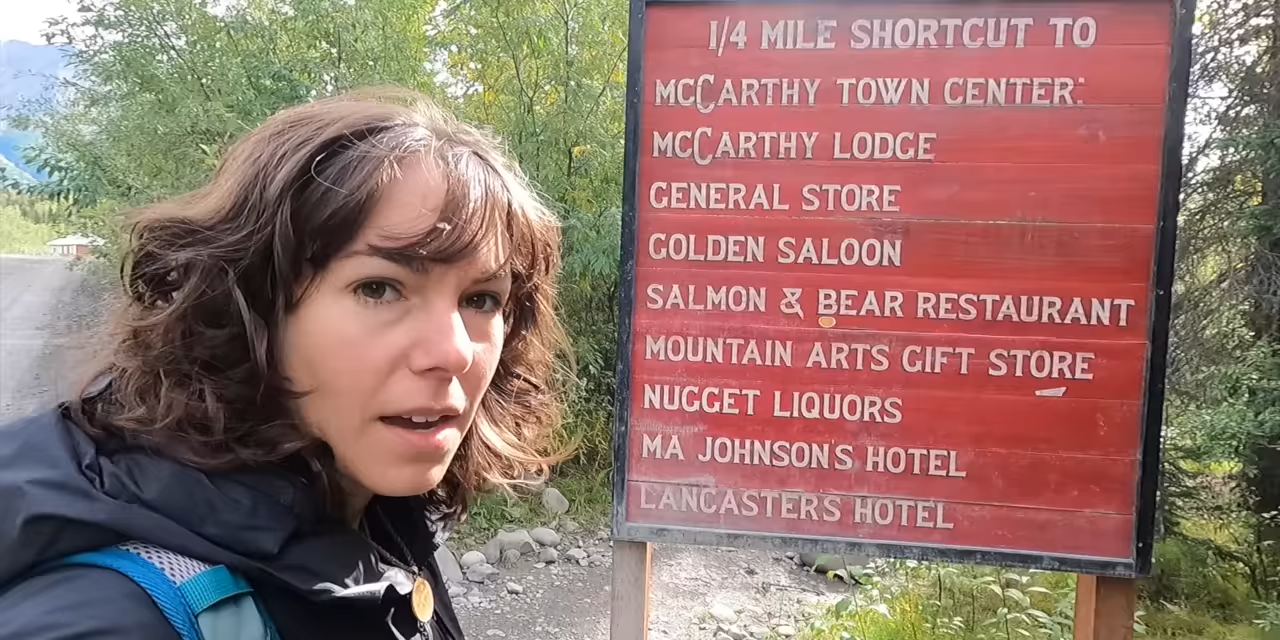 1/4 MILE SHORTCUT TO
MCCARTHY TOWN CENTER:
MCCARTHY LODGE
GENERAL STORE
GOLDEN SALOON
SALMON & BEAR RESTAURANT
MOUNTAIN ARTS GIFT STORE
NUGGET LIQUORS
MA JOHNSON'S HOTEL
LANCASTER'S HOTEL